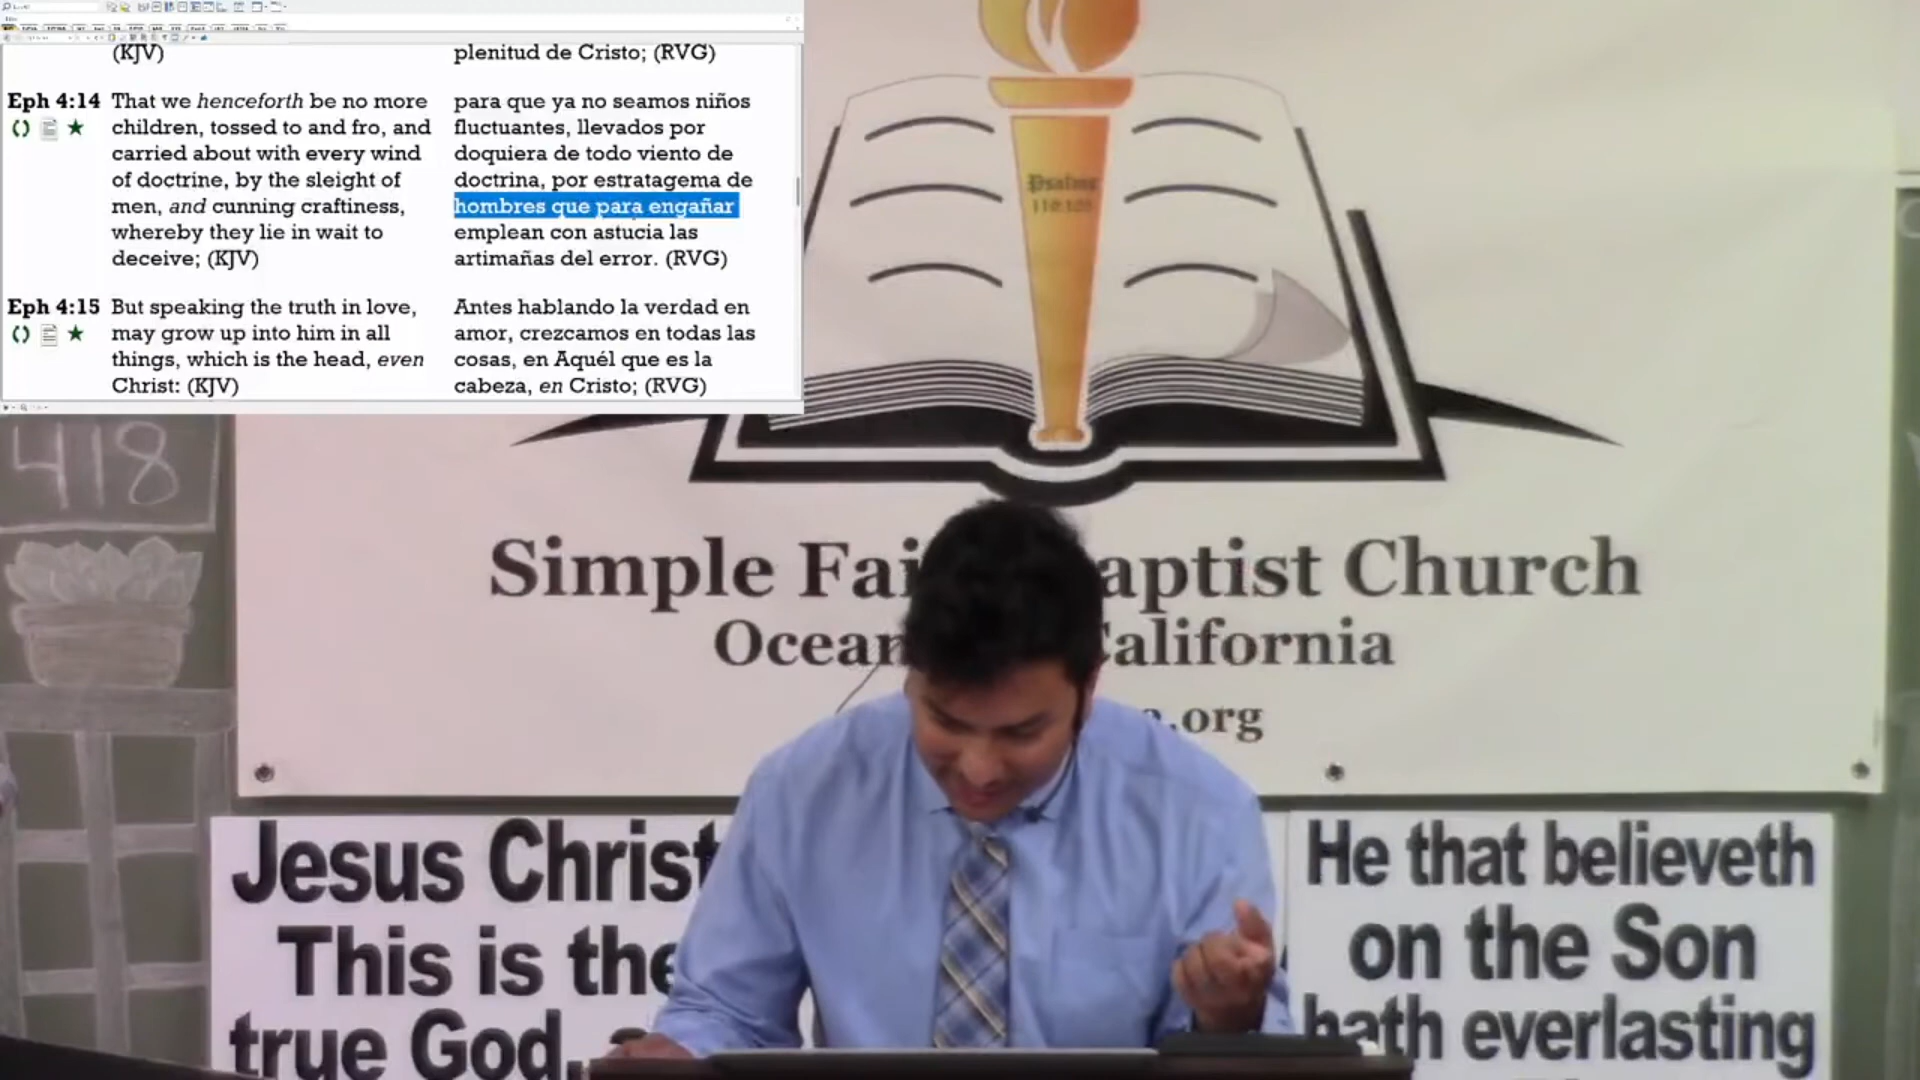 (KJV)
plenitud de Cristo; (RVG)
Eph 4:14
That we henceforth be no more
children, tossed to and fro, and
carried about with every wind
of doctrine, by the sleight of
men, and cunning craftiness,
whereby they lie in wait to
deceive; (KJV)
para que ya no seamos niños
fluctuantes, llevados por
doquiera de todo viento de
doctrina, por estratagema de
hombres que para engañar
emplean con astucia las
artimañas del error. (RVG)
Eph 4:15
But speaking the truth in love,
may grow up into him in all
things, which is the head, even
Christ: (KJV)
Antes hablando la verdad en
amor, crezcamos en todas las
cosas, en Aquél que es la
cabeza, en Cristo; (RVG)
418
Psalms
Simple Fai aptist Church
Ocean California
.org
Jesus Christ
This is the
true God,
He that believeth
on the Son
hath everlasting